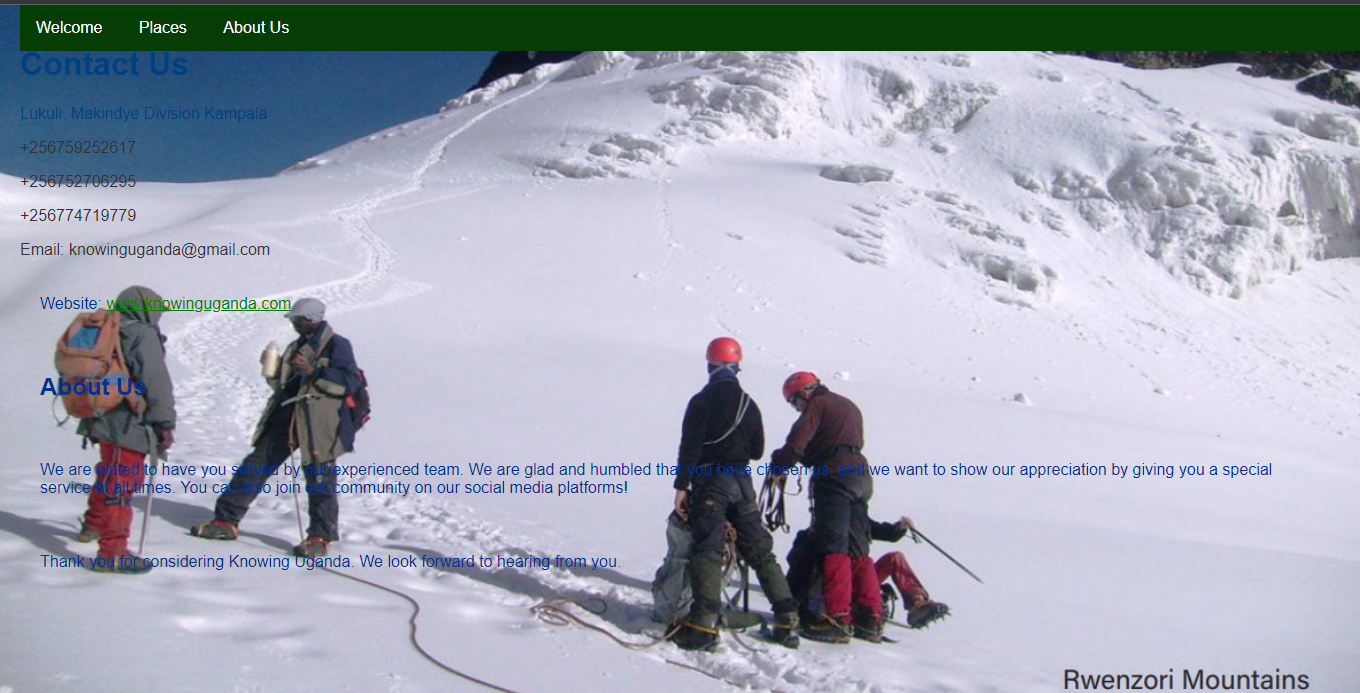 Welcome Places About Us
Contact Us
Lukuli, Makindye Division Kampala
+256759252617
+256752706295
+256774719779
Email: knowinguganda@gmail.com
Website: www.knowinguganda.com
About Us
We are elated to have you served by our experienced team. We are glad and humbled that you have chosen us, and we want to show our appreciation by giving you a special
service at all times. You can also join our community on our social media platforms!
Thank you for considering Knowing Uganda. We look forward to hearing from you.
Rwenzori Mountains